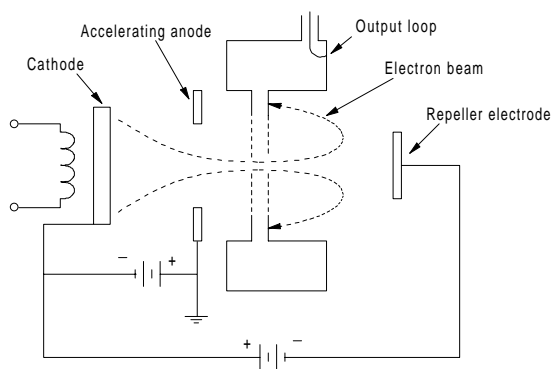 Output loop
Accelerating anode
Electron beam
Cathode
Repeller electrode
− +
+ −